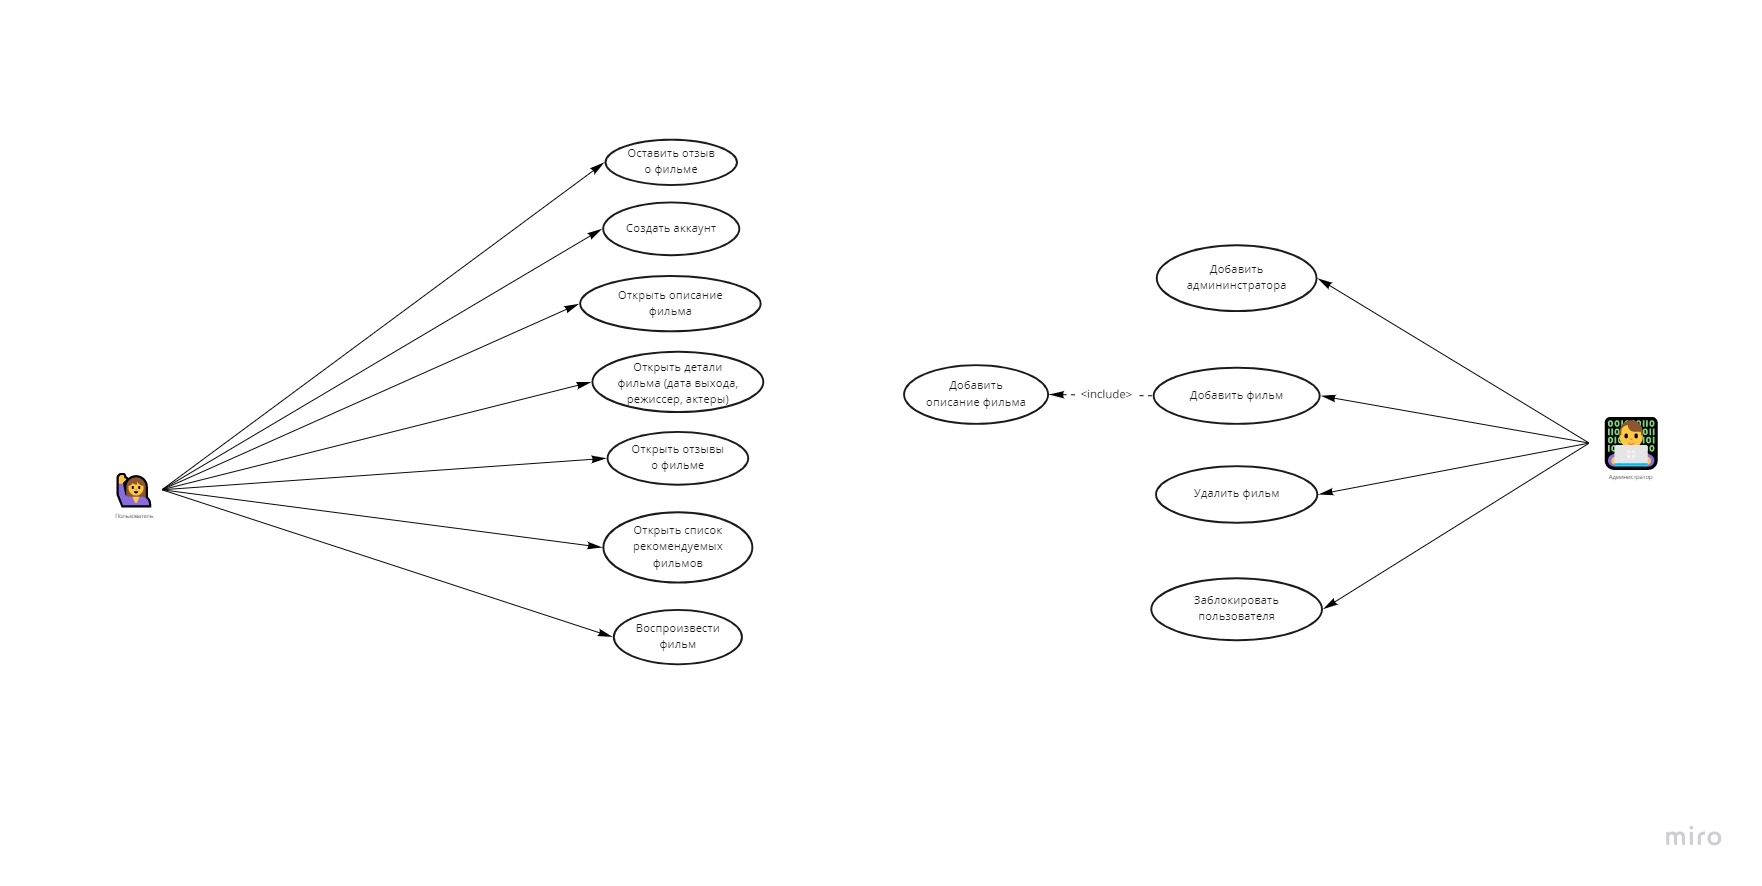 Оставить отзыв
о фильме
Создать аккаунт
Открыть описание
фильма
Открыть детали
фильма (дата выхода,
режиссер, актеры)
Открыть отзывы
о фильме
Открыть список
рекомендуемых
фильмов
Воспроизвести
фильм
Пользователь
Добавить
админинстратора
Добавить
описание фильма
<include>
Добавить фильм
Удалить фильм
Заблокировать
пользователя
Администратор
miro